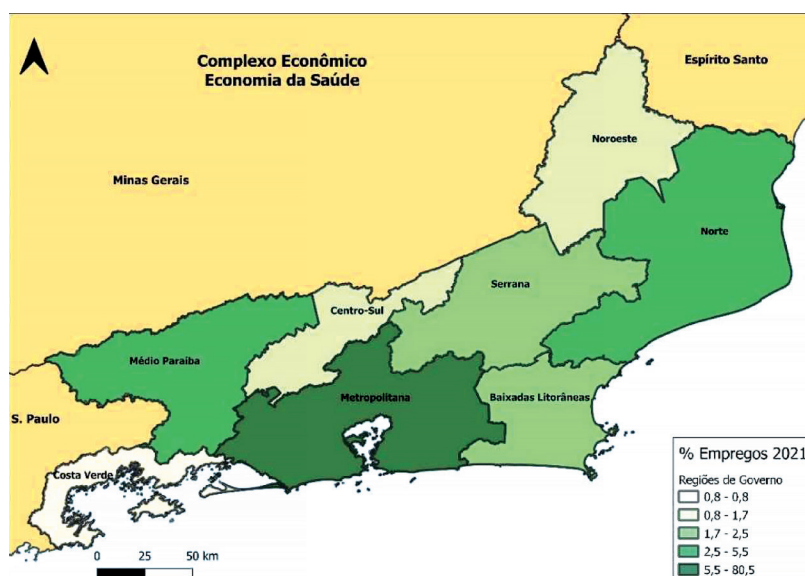 Complexo Econômico
Economia da Saúde
Espírito Santo
Minas Gerais
Noroeste
Norte
Serrana
Centro-Sul
Médio Paraíba
Metropolitana
Baixadas Litorâneas
S. Paulo
Costa Verde
0 25 50 km
% Empregos 2021
Regiões de Governo
0,8 - 0,8
0,8 - 1,7
1,7 - 2,5
2,5 - 5,5
5,5 - 80,5